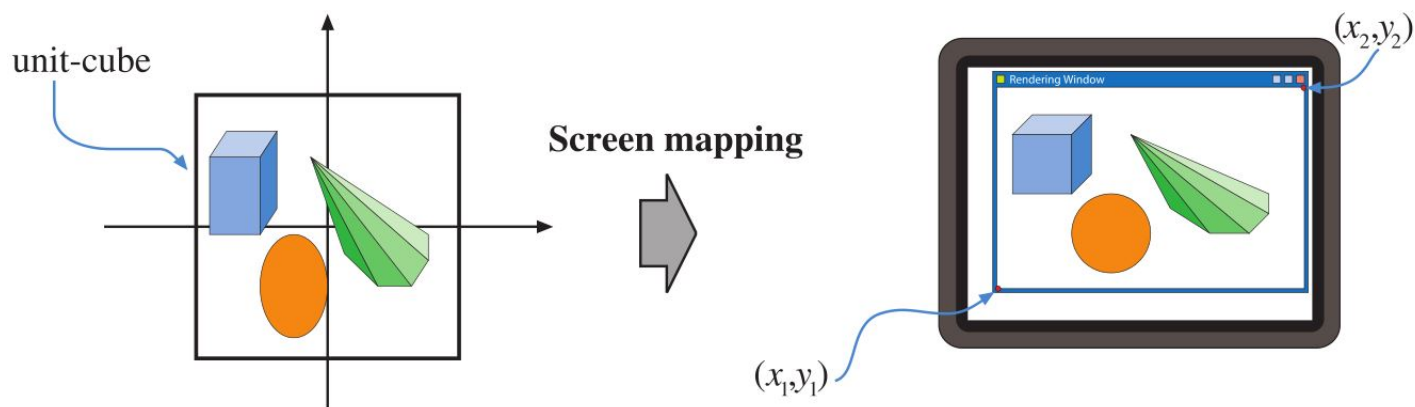 unit-cube
Screen mapping
Rendering Window
(x₂,y₂)
(x₁,y₁)